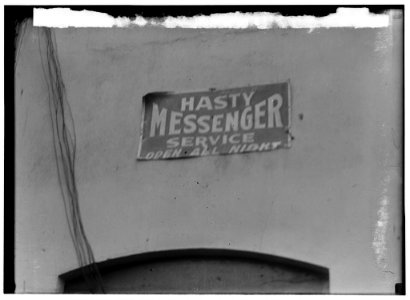 HASTY
MESSENGER
SERVICE
OPEN ALL NIGHT